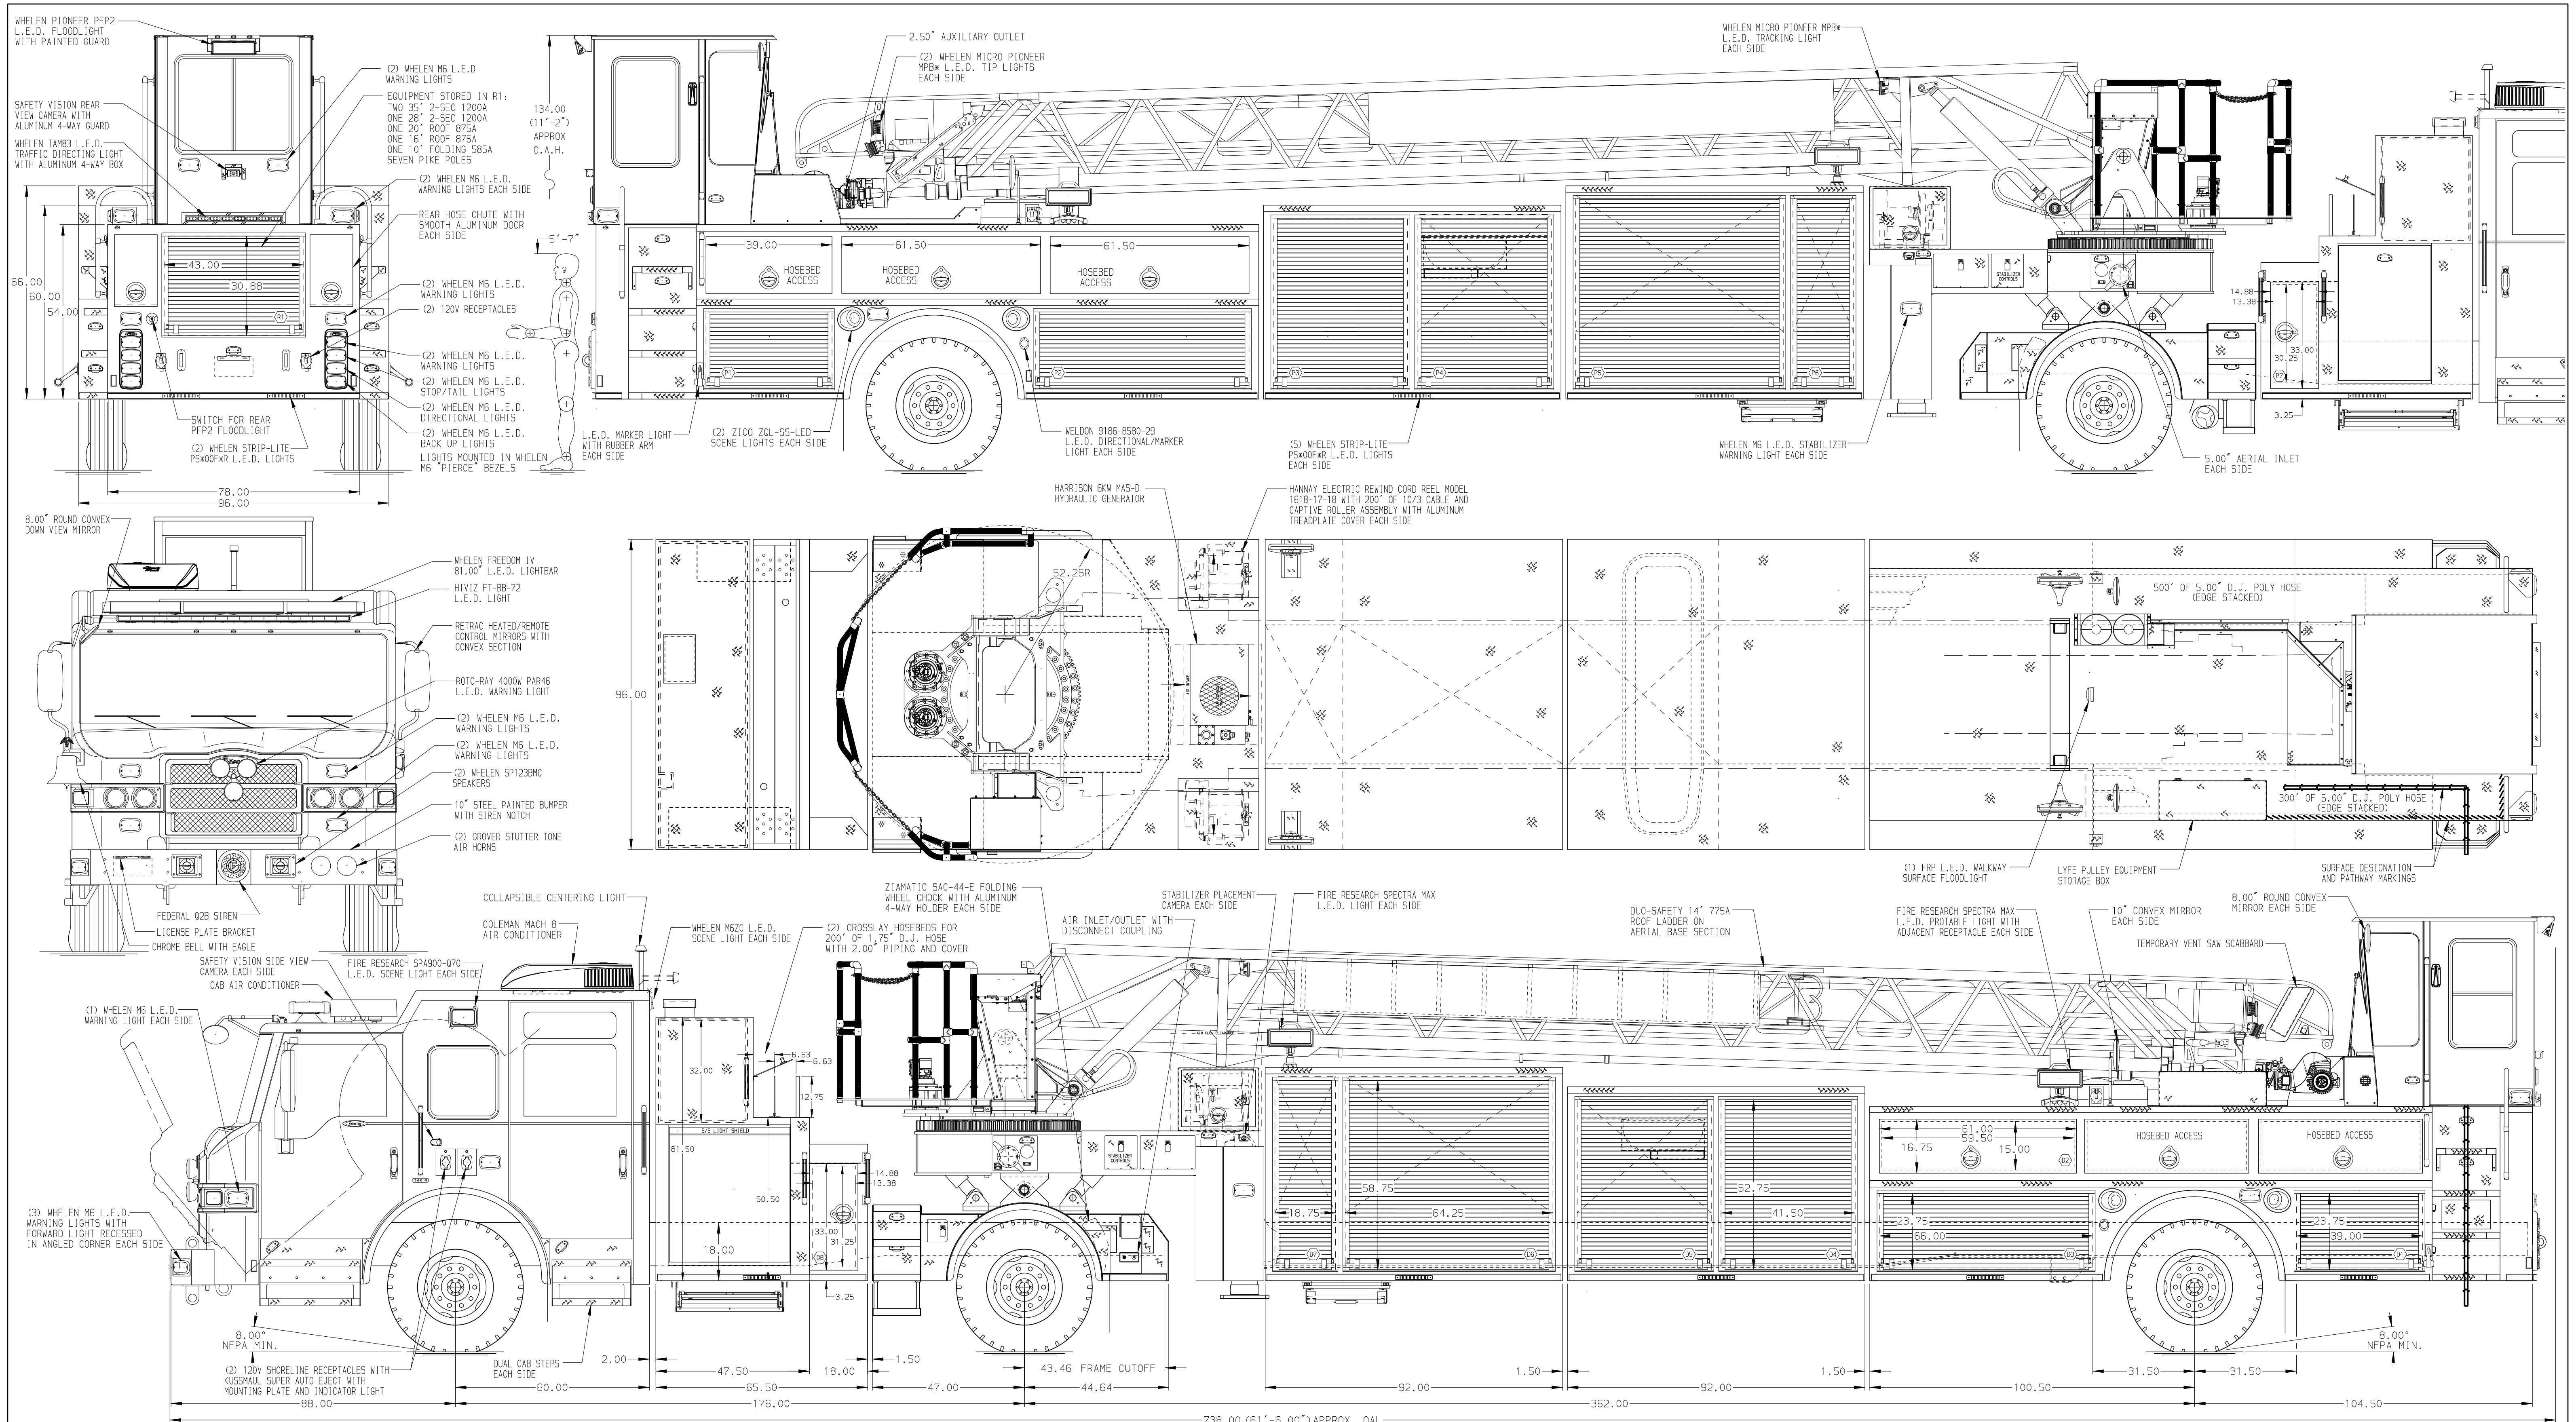 WHELEN PIONEER PFP2
L.E.D. FLOODLIGHT
WITH PAINTED GUARD
SAFETY VISION REAR
VIEW CAMERA WITH
ALUMINUM 4-WAY GUARD
WHELEN TAM83 L.E.D.
TRAFFIC DIRECTING LIGHT
WITH ALUMINUM 4-WAY BOX
(2) WHELEN M6 L.E.D
WARNING LIGHTS
EQUIPMENT STORED IN R1:
TWO 35' 2-SEC 1200A
ONE 28' 2-SEC 1200A
ONE 20' ROOF 875A
ONE 16' ROOF 875A
ONE 10' FOLDING 585A
SEVEN PIKE POLES
(2) WHELEN M6 L.E.D.
WARNING LIGHTS EACH SIDE
REAR HOSE CHUTE WITH
SMOOTH ALUMINUM DOOR
EACH SIDE
(2) WHELEN M6 L.E.D.
WARNING LIGHTS
(2) 120V RECEPTACLES
(2) WHELEN M6 L.E.D.
WARNING LIGHTS
(2) WHELEN M6 L.E.D.
STOP/TAIL LIGHTS
(2) WHELEN M6 L.E.D.
DIRECTIONAL LIGHTS
(2) WHELEN M6 L.E.D.
BACK UP LIGHTS
LIGHTS MOUNTED IN WHELEN
M6 "PIERCE" BEZELS
SWITCH FOR REAR
PFP2 FLOODLIGHT
(2) WHELEN STRIP-LITE
PS*00F*R L.E.D. LIGHTS
66.00
60.00
54.00
43.00
30.88
R1
78.00
96.00
134.00
(11'-2")
APPROX
O.A.H.
5'-7"
2.50" AUXILIARY OUTLET
(2) WHELEN MICRO PIONEER
MPB* L.E.D. TIP LIGHTS
EACH SIDE
WHELEN MICRO PIONEER MPB*
L.E.D. TRACKING LIGHT
EACH SIDE
39.00
61.50
61.50
HOSEBED
ACCESS
HOSEBED
ACCESS
HOSEBED
ACCESS
P1
P2
P3
P4
P5
P6
P7
STABILIZER
CONTROLS
14.88
13.38
33.00
30.25
3.25
L.E.D. MARKER LIGHT
WITH RUBBER ARM
EACH SIDE
(2) ZICO ZQL-SS-LED
SCENE LIGHTS EACH SIDE
WELDON 9186-8580-29
L.E.D. DIRECTIONAL/MARKER
LIGHT EACH SIDE
(5) WHELEN STRIP-LITE
PS*00F*R L.E.D. LIGHTS
EACH SIDE
WHELEN M6 L.E.D. STABILIZER
WARNING LIGHT EACH SIDE
5.00" AERIAL INLET
EACH SIDE
8.00" ROUND CONVEX
DOWN VIEW MIRROR
WHELEN FREEDOM IV
81.00" L.E.D. LIGHTBAR
HIVIZ FT-BB-72
L.E.D. LIGHT
RETRAC HEATED/REMOTE
CONTROL MIRRORS WITH
CONVEX SECTION
ROTO-RAY 4000W PAR46
L.E.D. WARNING LIGHT
(2) WHELEN M6 L.E.D.
WARNING LIGHTS
(2) WHELEN M6 L.E.D.
WARNING LIGHTS
(2) WHELEN SP123BMC
SPEAKERS
10" STEEL PAINTED BUMPER
WITH SIREN NOTCH
(2) GROVER STUTTER TONE
AIR HORNS
FEDERAL Q2B SIREN
LICENSE PLATE BRACKET
CHROME BELL WITH EAGLE
HARRISON 6KW MAS-D
HYDRAULIC GENERATOR
HANNAY ELECTRIC REWIND CORD REEL MODEL
1618-17-18 WITH 200' OF 10/3 CABLE AND
CAPTIVE ROLLER ASSEMBLY WITH ALUMINUM
TREADPLATE COVER EACH SIDE
96.00
52.25R
500' OF 5.00" D.J. POLY HOSE
(EDGE STACKED)
300' OF 5.00" D.J. POLY HOSE
(EDGE STACKED)
(1) FRP L.E.D. WALKWAY
SURFACE FLOODLIGHT
LYFE PULLEY EQUIPMENT
STORAGE BOX
SURFACE DESIGNATION
AND PATHWAY MARKINGS
COLLAPSIBLE CENTERING LIGHT
COLEMAN MACH 8
AIR CONDITIONER
SAFETY VISION SIDE VIEW
CAMERA EACH SIDE
FIRE RESEARCH SPA900-Q70
L.E.D. SCENE LIGHT EACH SIDE
CAB AIR CONDITIONER
(1) WHELEN M6 L.E.D.
WARNING LIGHT EACH SIDE
(3) WHELEN M6 L.E.D.
WARNING LIGHTS WITH
FORWARD LIGHT RECESSED
IN ANGLED CORNER EACH SIDE
WHELEN M6ZC L.E.D.
SCENE LIGHT EACH SIDE
(2) CROSSLAY HOSEBEDS FOR
200' OF 1.75" D.J. HOSE
WITH 2.00" PIPING AND COVER
ZIAMATIC SAC-44-E FOLDING
WHEEL CHOCK WITH ALUMINUM
4-WAY HOLDER EACH SIDE
AIR INLET/OUTLET WITH
DISCONNECT COUPLING
STABILIZER PLACEMENT
CAMERA EACH SIDE
FIRE RESEARCH SPECTRA MAX
L.E.D. LIGHT EACH SIDE
DUO-SAFETY 14' 775A
ROOF LADDER ON
AERIAL BASE SECTION
FIRE RESEARCH SPECTRA MAX
L.E.D. PROTABLE LIGHT WITH
ADJACENT RECEPTACLE EACH SIDE
10" CONVEX MIRROR
EACH SIDE
8.00" ROUND CONVEX
MIRROR EACH SIDE
TEMPORARY VENT SAW SCABBARD
6.63
6.63
32.00
12.75
S/S LIGHT SHIELD
81.50
50.50
18.00
14.88
13.38
33.00
31.25
D8
3.25
STABILIZER
CONTROLS
58.75
18.75
64.25
D7
D6
52.75
41.50
D5
D4
61.00
59.50
16.75
15.00
D2
HOSEBED ACCESS
HOSEBED ACCESS
23.75
66.00
D3
23.75
39.00
D1
8.00°
NFPA MIN.
(2) 120V SHORELINE RECEPTACLES WITH
KUSSMAUL SUPER AUTO-EJECT WITH
MOUNTING PLATE AND INDICATOR LIGHT
DUAL CAB STEPS
EACH SIDE
8.00°
NFPA MIN.
2.00
47.50
18.00
1.50
43.46 FRAME CUTOFF
1.50
1.50
31.50
31.50
60.00
65.50
47.00
44.64
92.00
92.00
100.50
88.00
176.00
362.00
104.50
738.00 (61'-6.00") APPROX. OAL